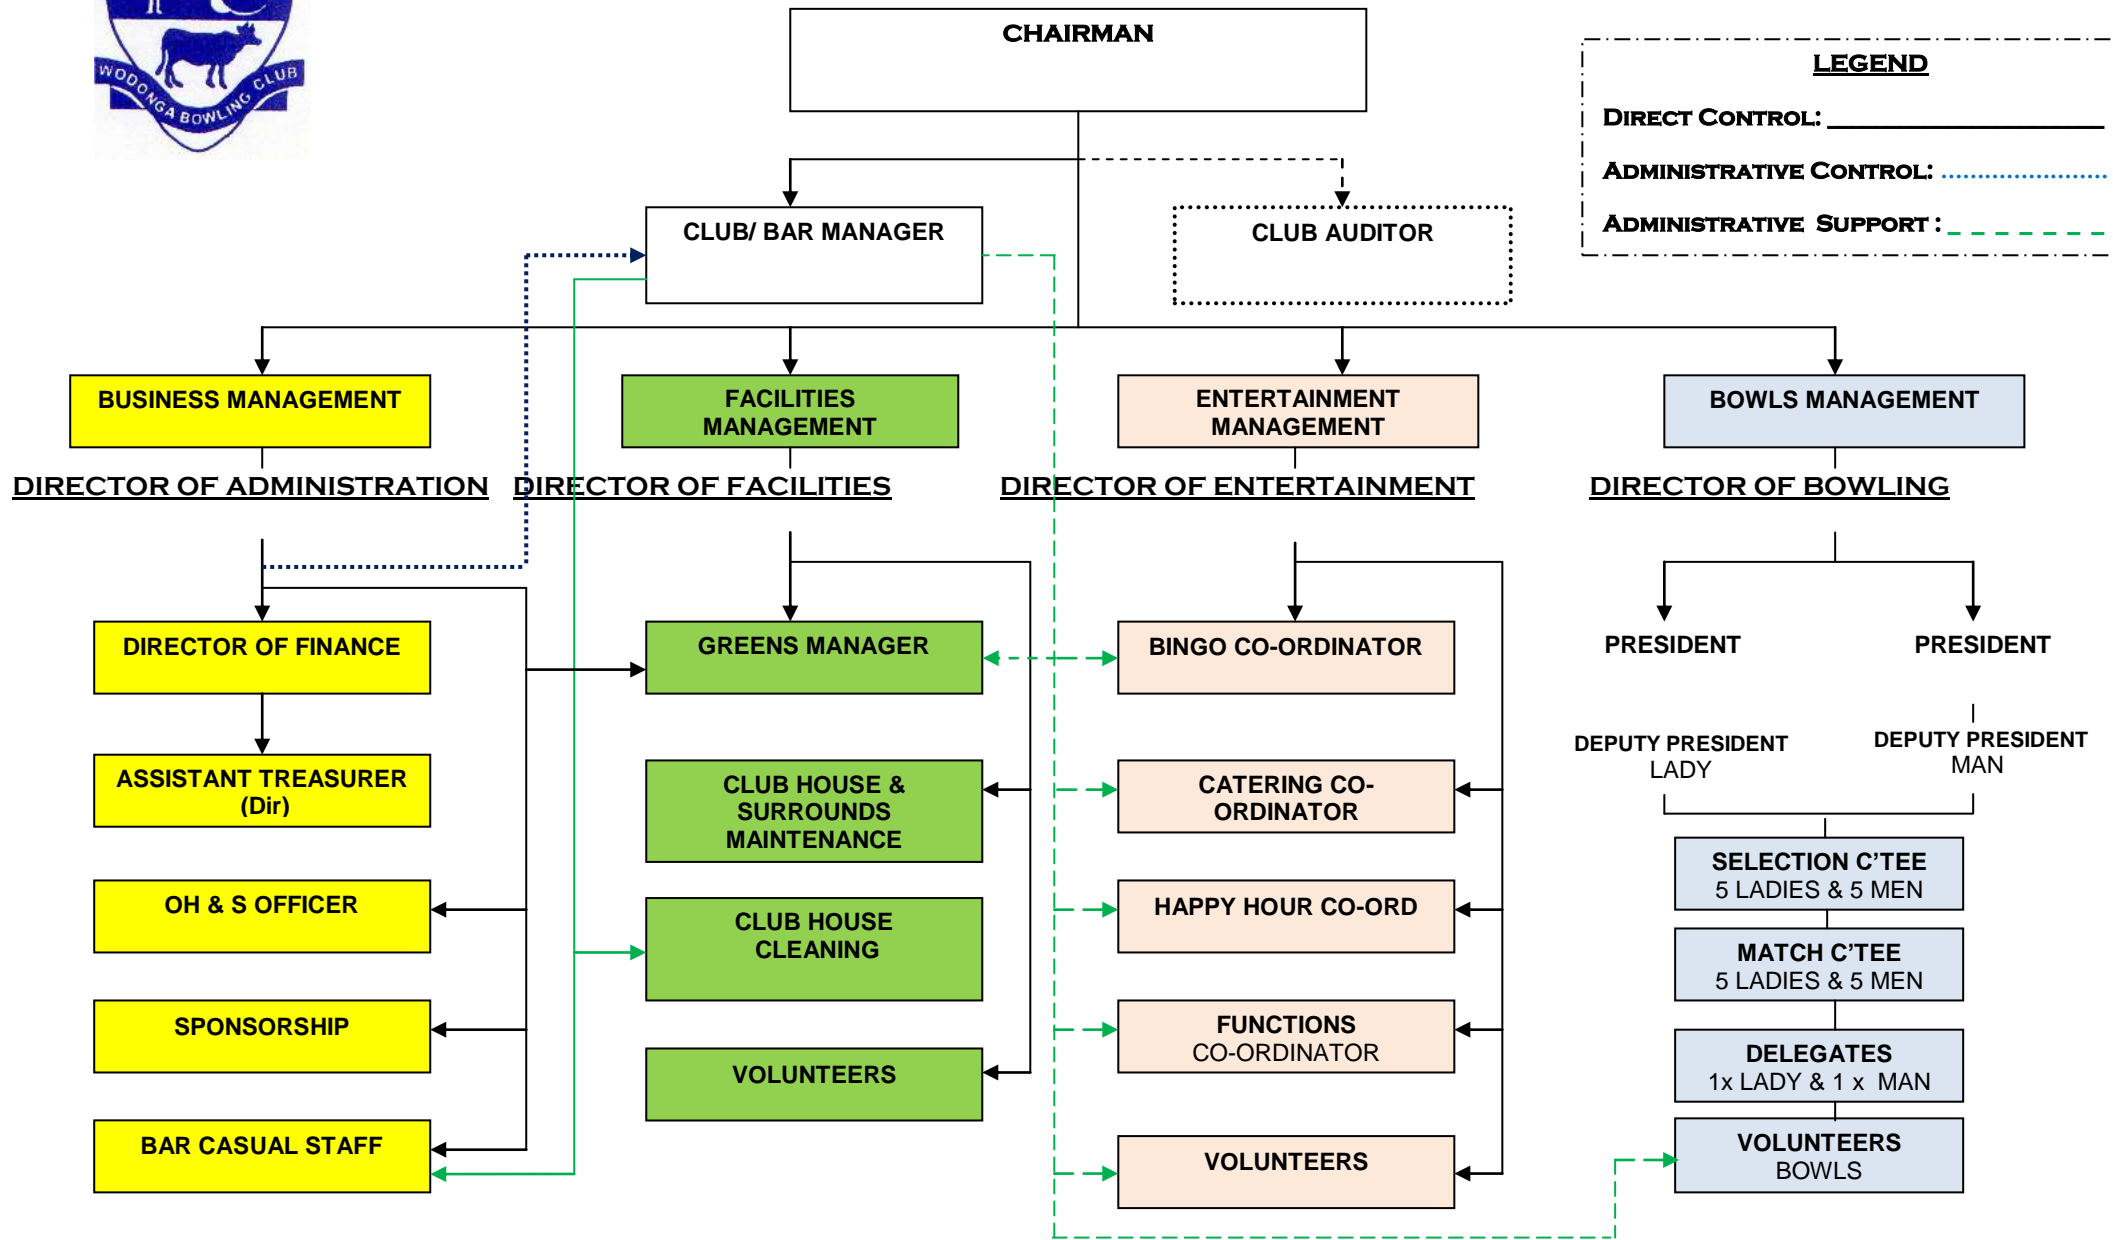 WODONGA BOWLING CLUB
CHAIRMAN
LEGEND
DIRECT CONTROL:
ADMINISTRATIVE CONTROL:
ADMINISTRATIVE SUPPORT :
CLUB/ BAR MANAGER
CLUB AUDITOR
BUSINESS MANAGEMENT
FACILITIES
MANAGEMENT
ENTERTAINMENT
MANAGEMENT
BOWLS MANAGEMENT
DIRECTOR OF ADMINISTRATION
DIRECTOR OF FACILITIES
DIRECTOR OF ENTERTAINMENT
DIRECTOR OF BOWLING
DIRECTOR OF FINANCE
ASSISTANT TREASURER
(Dir)
OH & S OFFICER
SPONSORSHIP
BAR CASUAL STAFF
GREENS MANAGER
CLUB HOUSE &
SURROUNDS
MAINTENANCE
CLUB HOUSE
CLEANING
VOLUNTEERS
BINGO CO-ORDINATOR
CATERING CO-
ORDINATOR
HAPPY HOUR CO-ORD
FUNCTIONS
CO-ORDINATOR
VOLUNTEERS
PRESIDENT
PRESIDENT
DEPUTY PRESIDENT
LADY
DEPUTY PRESIDENT
MAN
SELECTION C'TEE
5 LADIES & 5 MEN
MATCH C'TEE
5 LADIES & 5 MEN
DELEGATES
1x LADY & 1 x MAN
VOLUNTEERS
BOWLS